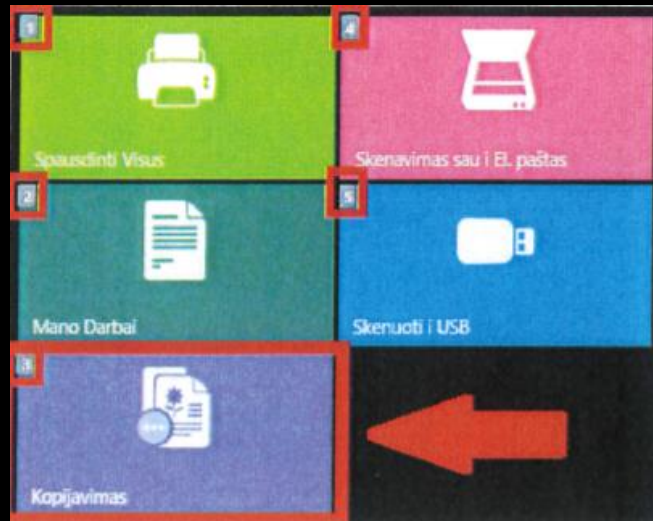 1
Spausdinti Visus
4
Skenavimas sau i El. paštas
2
Mano Darbai
5
Skenuoti i USB
3
Kopijavimas